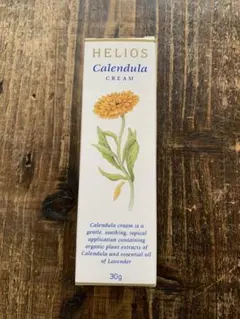 HELIOS
Calendula
CREAM
Calendula cream is a
gentle, soothing, topical
application containing
organic plant extracts of
Calendula and essential oil
of Lavender
30g